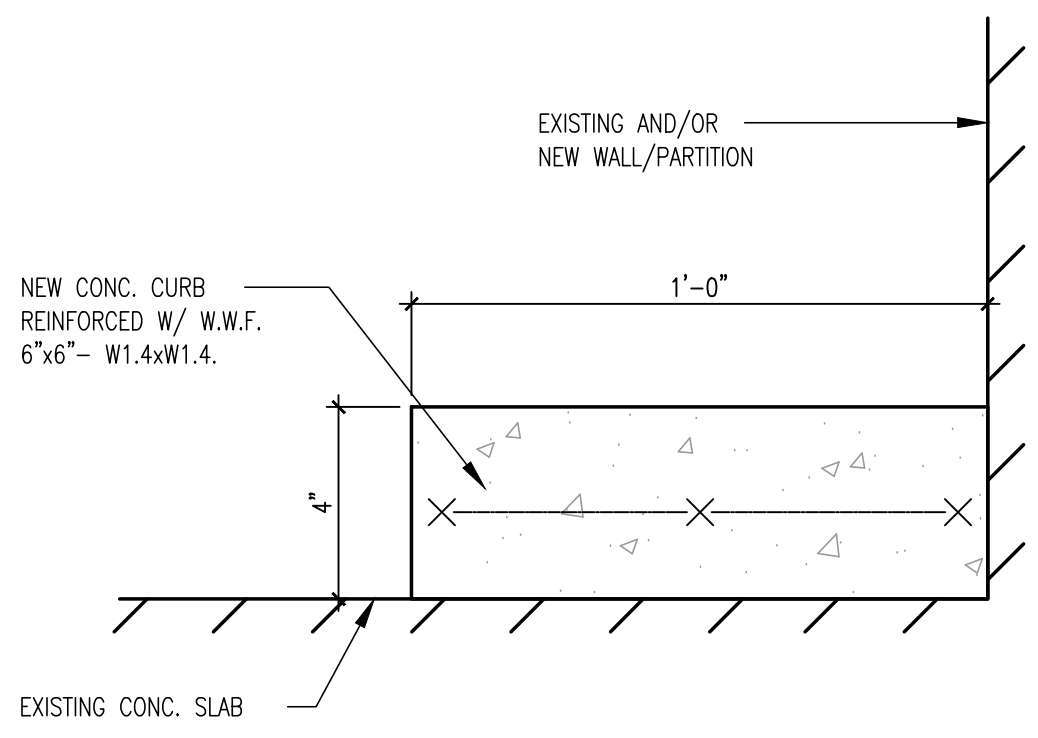 EXISTING AND/OR
NEW WALL/PARTITION
NEW CONC. CURB
REINFORCED W/ W.W.F.
6"x6"– W1.4xW1.4.
1'–0"
4"
EXISTING CONC. SLAB